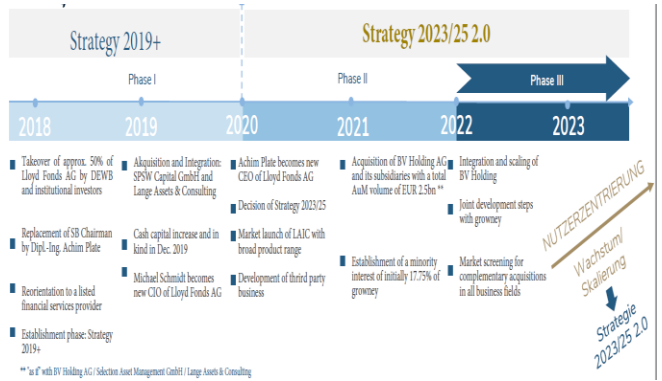 Strategy 2019+
Strategy 2023/25 2.0
Phase I
Phase II
Phase III
2018
2019
2020
2021
2022
2023
Takeover of approx. 50% of
Lloyd Fonds AG by DEWB
and institutional investors
Replacement of SB Chairman
by Dipl.-Ing. Achim Plate
Reorientation to a listed
financial services provider
Establishment phase: Strategy
2019+
Akquisition and Integration:
SPSW Capital GmbH and
Lange Assets & Consulting
Cash capital increase and in
kind in Dec. 2019
Michael Schmidt becomes
new CIO of Lloyd Fonds AG
Achim Plate becomes new
CEO of Lloyd Fonds AG
Decision of Strategy 2023/25
Market launch of LAIC with
broad product range
Development of thrird party
business
Acquisition of BV Holding AG
and its subsidiaries with a total
AuM volume of EUR 2.5bn **
Establishment of a minority
interest of initially 17.75% of
growney
Integration and scaling of
BV Holding
Joint development steps
with growney
Market screening for
complementary acquisitions
in all business fields
NUTZERZENTRIERUNG
Wachstum/
Skalierung
Strategie
2023/25 2.0
** "as if" with BV Holding AG / Selection Asset Management GmbH / Lange Assets & Consulting